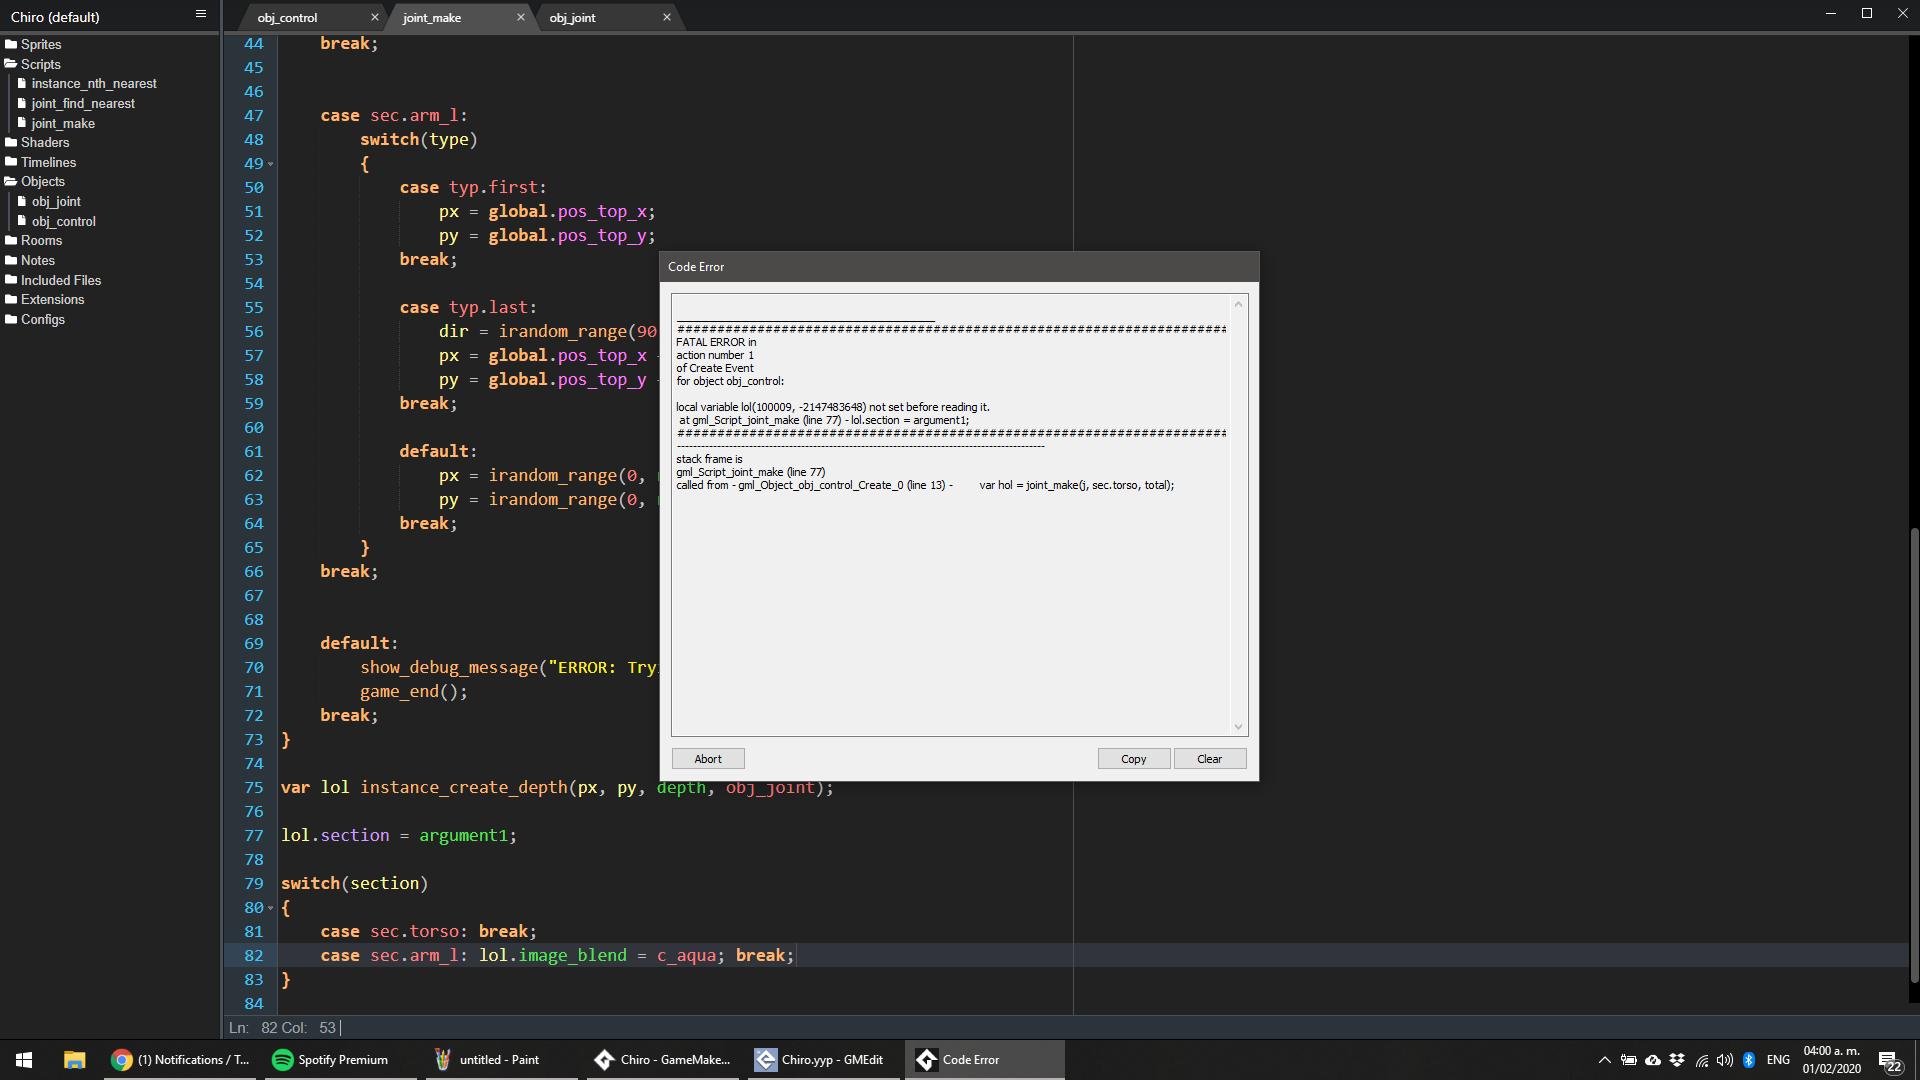 Chiro (default)
obj_control
joint_make
obj_joint
Sprites
Scripts
instance_nth_nearest
joint_find_nearest
joint_make
Shaders
Timelines
Objects
obj_joint
obj_control
Rooms
Notes
Included Files
Extensions
Configs
44 break;
45
46
47 case sec.arm_l:
48 switch(type)
49 {
50 case typ.first:
51 px = global.pos_top_x;
52 py = global.pos_top_y;
53 break;
54
55 case typ.last:
56 dir = irandom_range(90
57 px = global.pos_top_x
58 py = global.pos_top_y
59 break;
60
61 default:
62 px = irandom_range(0,
63 py = irandom_range(0,
64 break;
65 }
66 break;
67
68
69 default:
70 show_debug_message("ERROR: Try
71 game_end();
72 break;
73 }
74
75 var lol instance_create_depth(px, py, depth, obj_joint);
76
77 lol.section = argument1;
78
79 switch(section)
80 {
81 case sec.torso: break;
82 case sec.arm_l: lol.image_blend = c_aqua; break;
83 }
84
Ln: 82 Col: 53
Code Error
FATAL ERROR in
action number 1
of Create Event
for object obj_control:
local variable lol(100009, -2147483648) not set before reading it.
at gml_Script_joint_make (line 77) - lol.section = argument1;
stack frame is
gml_Script_joint_make (line 77)
called from - gml_Object_obj_control_Create_0 (line 13) - var hol = joint_make(j, sec.torso, total);
Abort
Copy
Clear
(1) Notifications / T...
Spotify Premium
untitled - Paint
Chiro - GameMake...
Chiro.yyp - GMEdit
Code Error
ENG
04:00 a. m.
01/02/2020
22